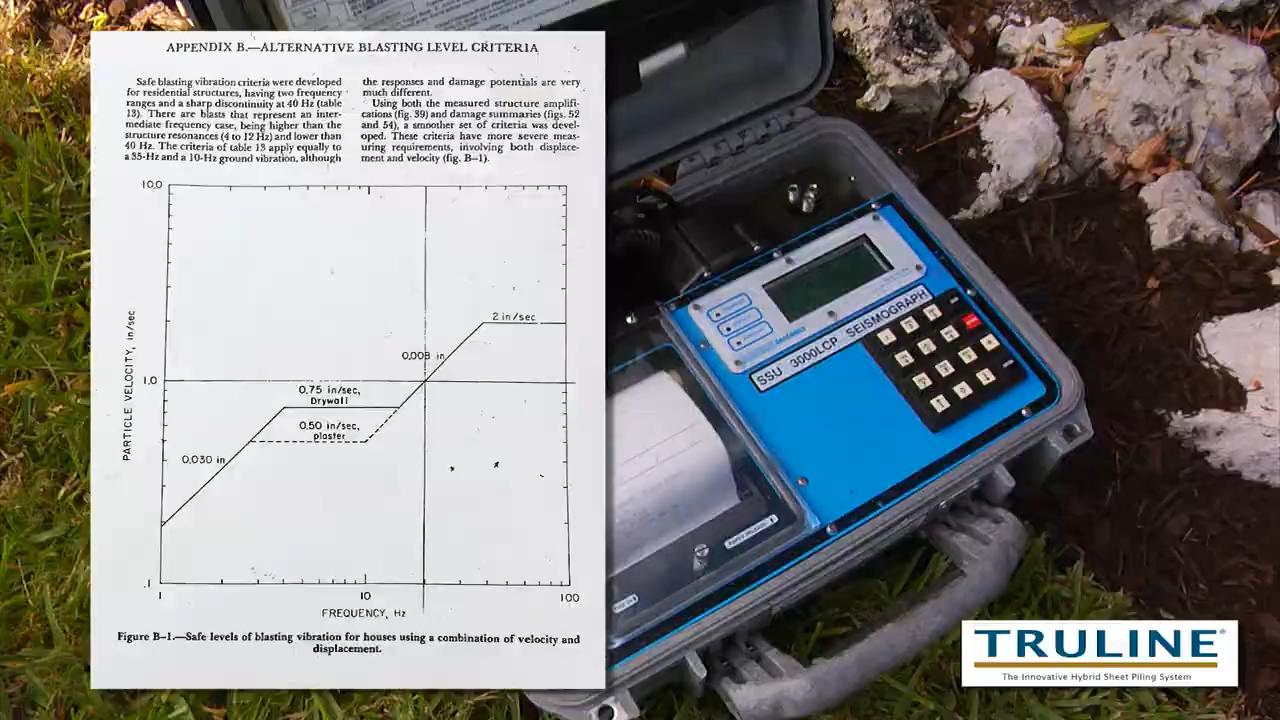 APPENDIX B.—ALTERNATIVE BLASTING LEVEL CRITERIA
Safe blasting vibration criteria were developed
for residential structures, having two frequency
ranges and a sharp discontinuity at 40 Hz (table
13). There are blasts that represent an inter-
mediate frequency case, being higher than the
structure resonances (4 to 12 Hz) and lower than
40 Hz. The criteria of table 13 apply equally to
a 35-Hz and a 10-Hz ground vibration, although
the responses and damage potentials are very
much different.
Using both the measured structure amplifi-
cations (fig. 39) and damage summaries (figs. 52
and 54), a smoother set of criteria was devel-
oped. These criteria have more severe meas-
uring requirements, involving both displace-
ment and velocity (fig. B-1).
10.0
2 in/sec
0.008 in
1.0
0.75 in/sec,
Drywall
0.50 in/sec,
plaster
0.030 in
PARTICLE VELOCITY, in/sec
.1
1
10
100
FREQUENCY, Hz
Figure B-1.—Safe levels of blasting vibration for houses using a combination of velocity and
displacement.
SSU 3000LCP SEISMOGRAPH
TRULINE®
The Innovative Hybrid Sheet Piling System